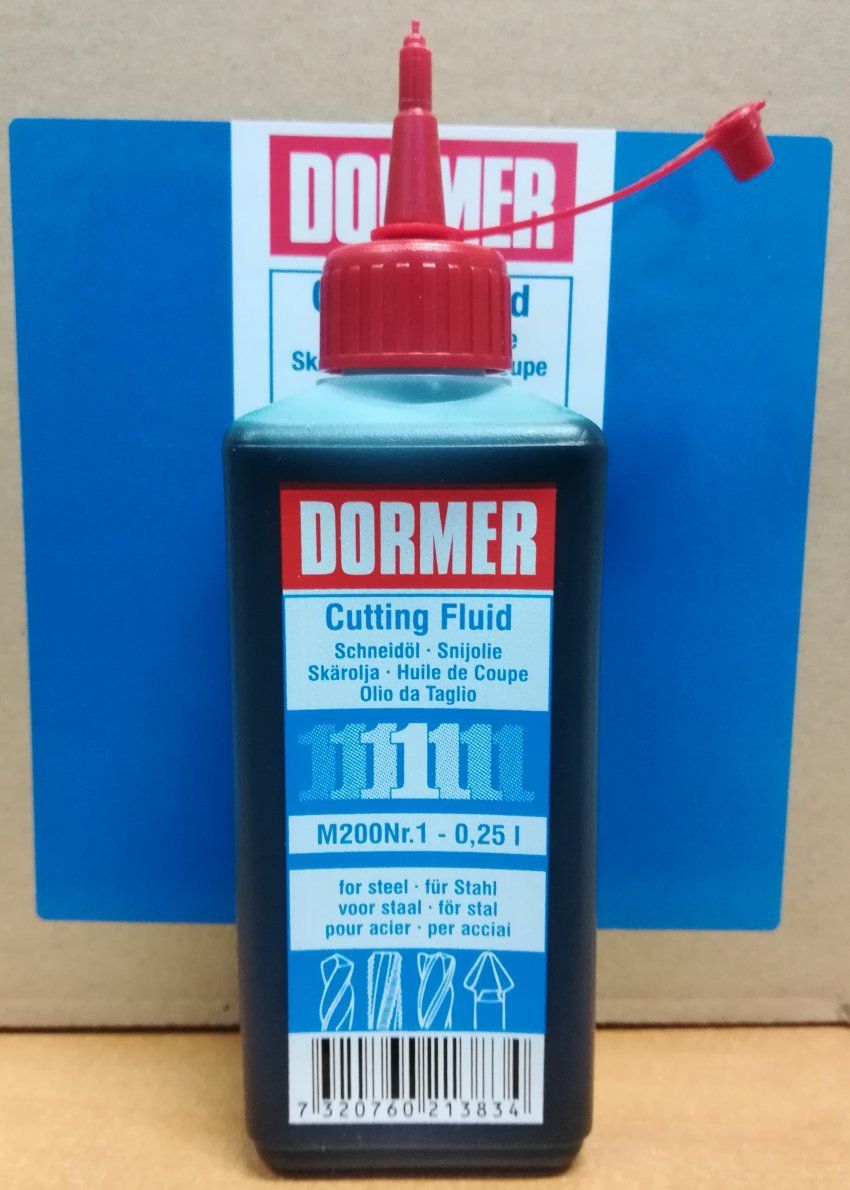 DORMER
DORMER
Cutting Fluid
Schneidöl · Snijolie
Skärolja · Huile de Coupe
Olio da Taglio
1111111
M200Nr.1 - 0,25 l
for steel · für Stahl
voor staal · för stal
pour acier · per acciai
7 320760 213834